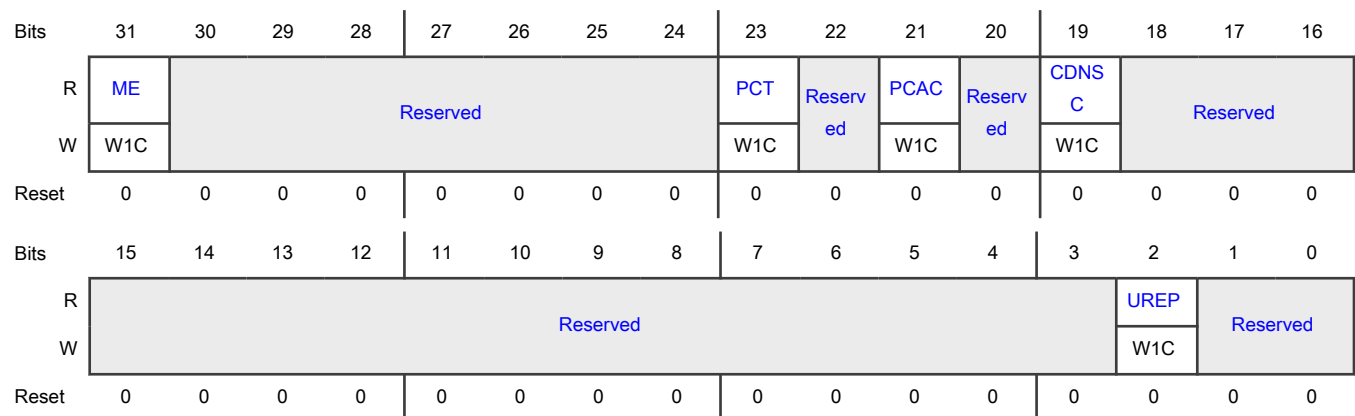 Bits 31 30 29 28 27 26 25 24 23 22 21 20 19 18 17 16
R ME Reserved PCT Reserv ed PCAC Reserv ed CDNS C Reserved
W W1C W1C W1C W1C
Reset 0 0 0 0 0 0 0 0 0 0 0 0 0 0 0 0
Bits 15 14 13 12 11 10 9 8 7 6 5 4 3 2 1 0
R Reserved UREP Reserved
W W1C
Reset 0 0 0 0 0 0 0 0 0 0 0 0 0 0 0 0